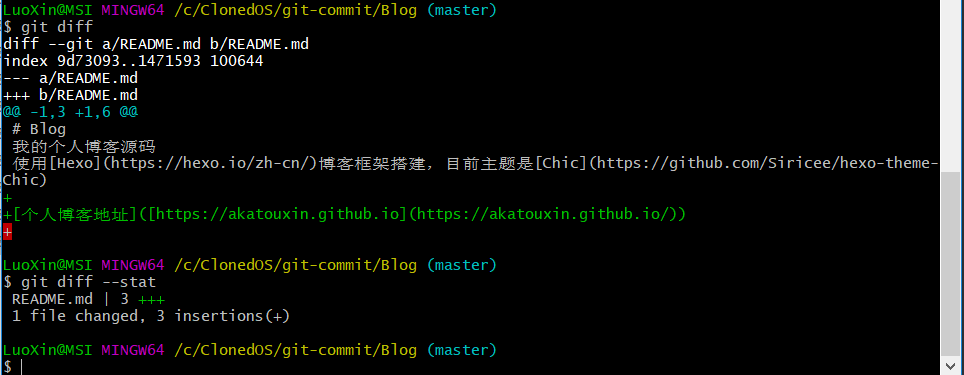 LuoXin@MSI MINGW64 /c/ClonedOS/git-commit/Blog (master)
$ git diff
diff --git a/README.md b/README.md
index 9d73093..1471593 100644
--- a/README.md
+++ b/README.md
@@ -1,3 +1,6 @@
 # Blog
 我的个人博客源码
 使用[Hexo](https://hexo.io/zh-cn/)博客框架搭建，目前主题是[Chic](https://github.com/Siricee/hexo-theme-
Chic)
+
+[个人博客地址]([https://akatouxin.github.io](https://akatouxin.github.io/))
+
LuoXin@MSI MINGW64 /c/ClonedOS/git-commit/Blog (master)
$ git diff --stat
 README.md | 3 +++
 1 file changed, 3 insertions(+)
LuoXin@MSI MINGW64 /c/ClonedOS/git-commit/Blog (master)
$